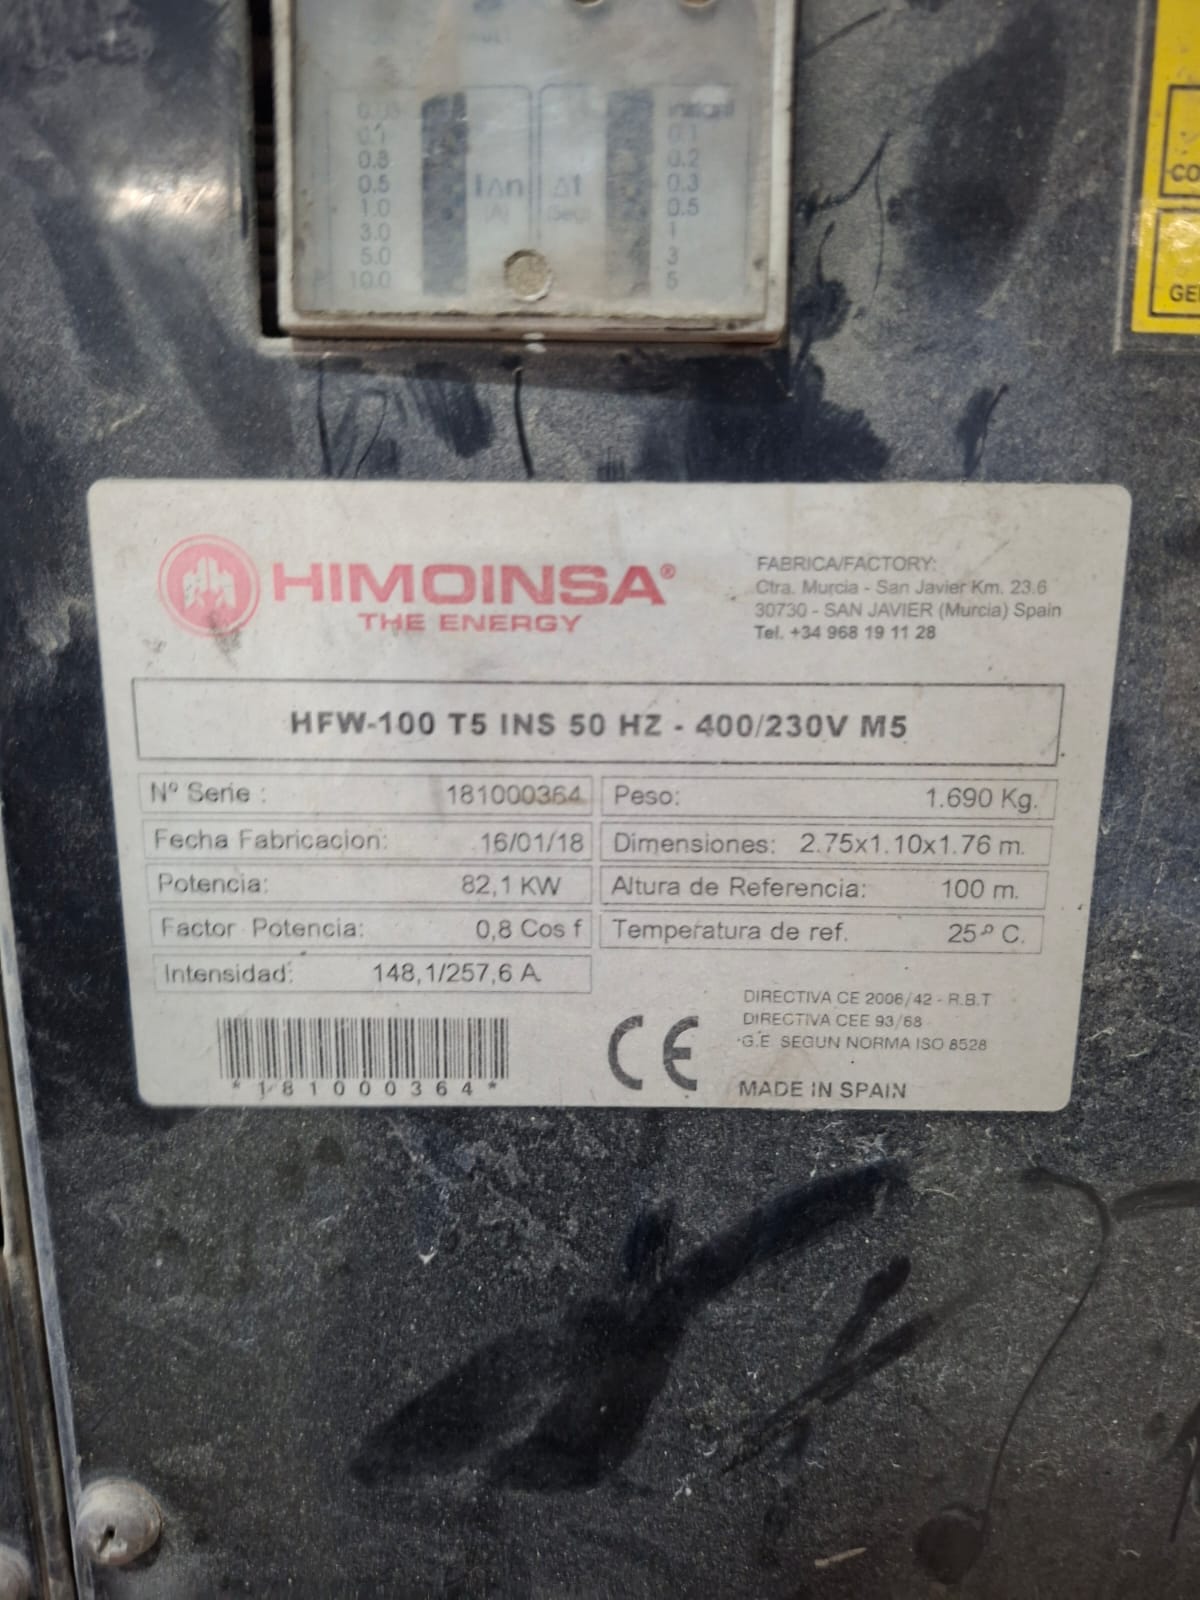 0.1
0.5
1.0
3.0
5.0
10.0
IΔn
(A)
Δt
instant
0.1
0.2
0.3
0.5
1
3
5
CO
GE
HIMOINSA®
THE ENERGY
FABRICA/FACTORY:
Ctra. Murcia - San Javier Km. 23.6
30730 - SAN JAVIER (Murcia) Spain
Tel. +34 968 19 11 28
HFW-100 T5 INS 50 HZ - 400/230V M5
Nº Serie : 181000364 Peso: 1.690 Kg.
Fecha Fabricacion: 16/01/18 Dimensiones: 2.75x1.10x1.76 m.
Potencia: 82,1 KW Altura de Referencia: 100 m.
Factor Potencia: 0,8 Cos f Temperatura de ref. 25º C.
Intensidad: 148,1/257,6 A
DIRECTIVA CE 2006/42 - R.B.T
DIRECTIVA CEE 93/68
G.E. SEGUN NORMA ISO 8528
*181000364*
CE
MADE IN SPAIN